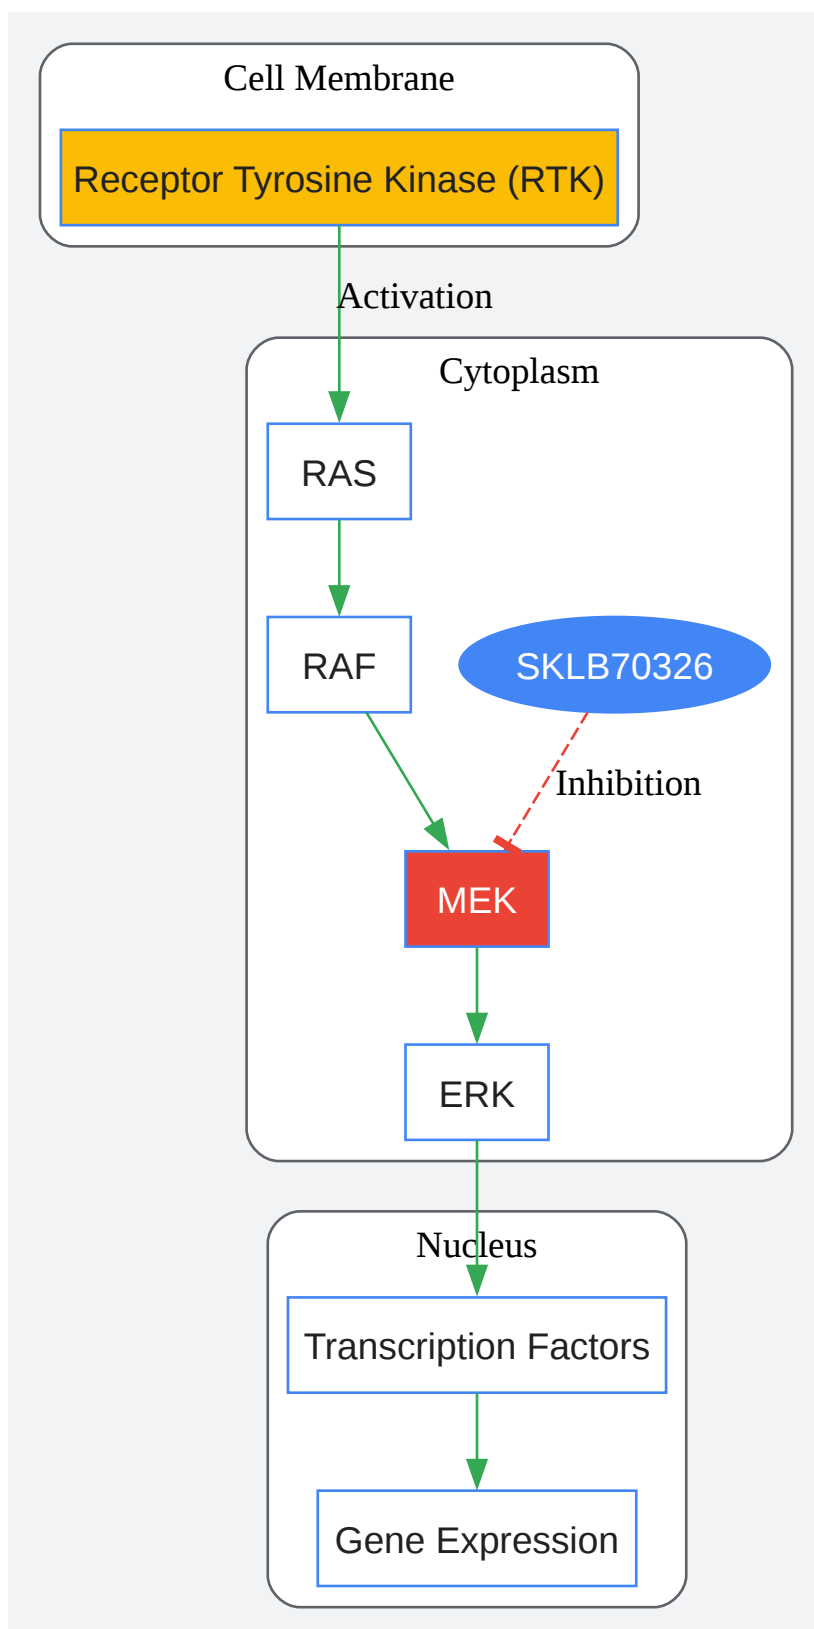 Cell Membrane
Receptor Tyrosine Kinase (RTK)
Activation
Cytoplasm
RAS
RAF
SKLB70326
Inhibition
MEK
ERK
Nucleus
Transcription Factors
Gene Expression